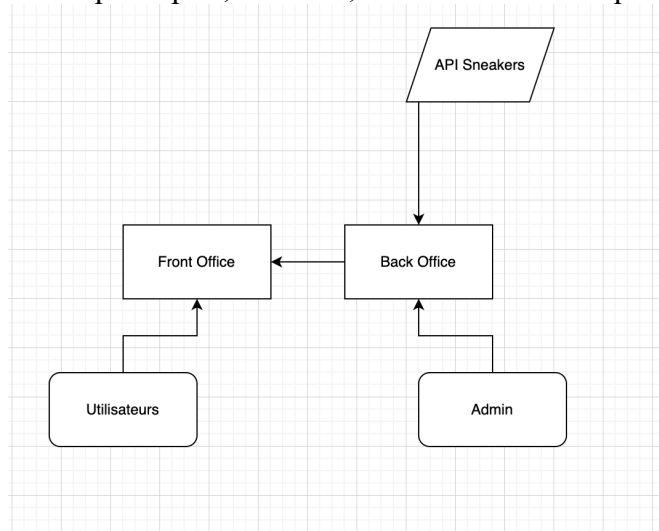 API Sneakers
Front Office
Back Office
Utilisateurs
Admin